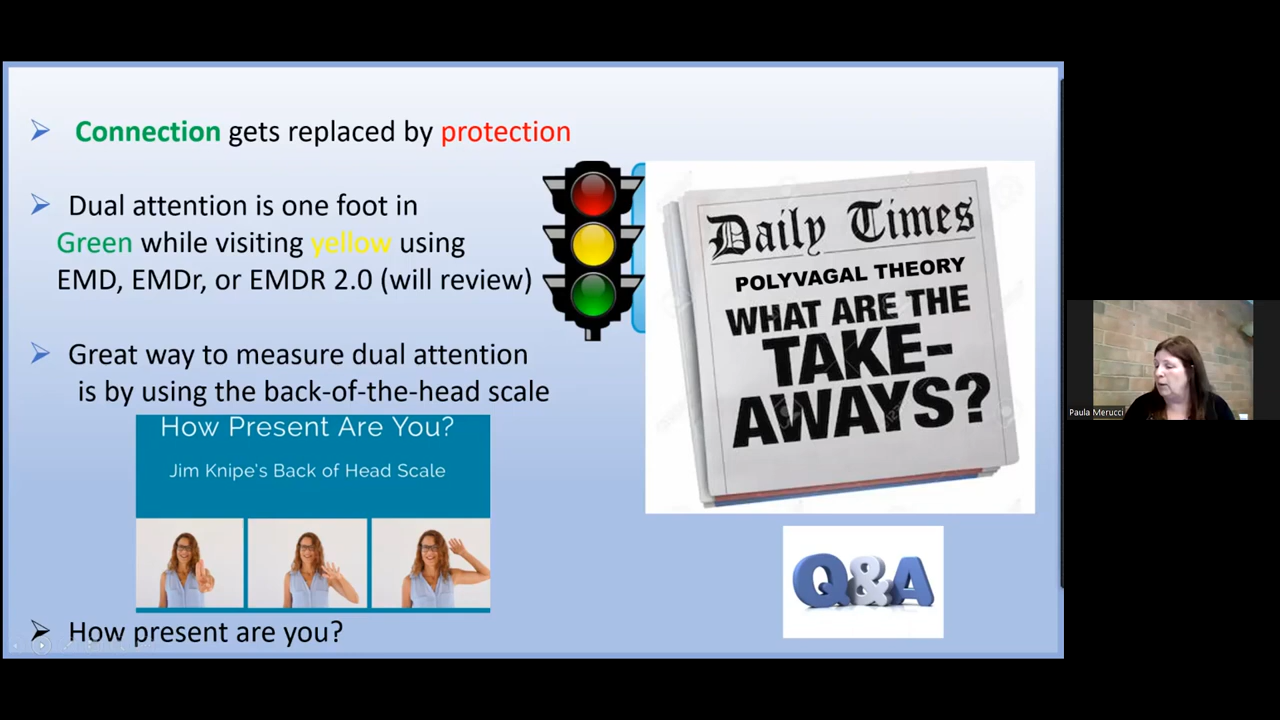 Connection gets replaced by protection
Dual attention is one foot in
Green while visiting yellow using
EMD, EMDr, or EMDR 2.0 (will review)
Great way to measure dual attention
is by using the back-of-the-head scale
How Present Are You?
Jim Knipe's Back of Head Scale
How present are you?
Daily Times
POLYVAGAL THEORY
WHAT ARE THE
TAKE-
AWAYS?
Q&A
Paula Merucci